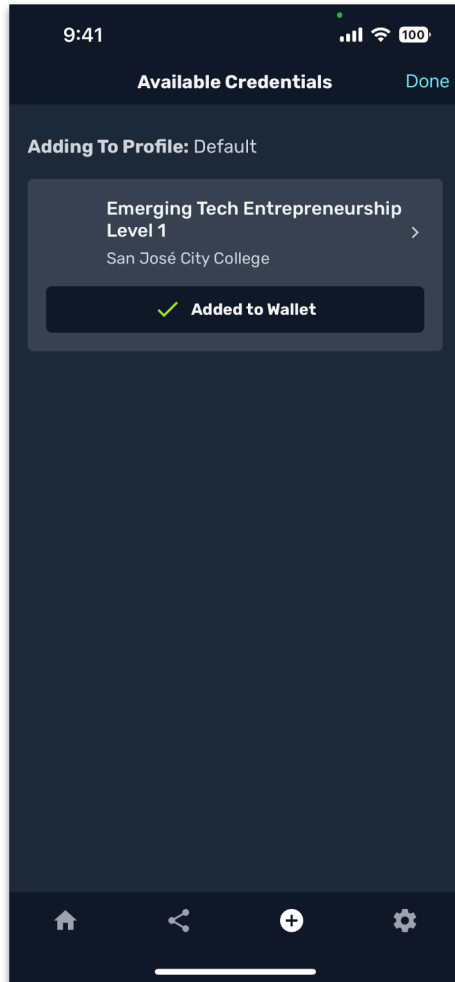 9:41
100
Available Credentials
Done
Adding To Profile: Default
Emerging Tech Entrepreneurship
Level 1
San José City College
Added to Wallet